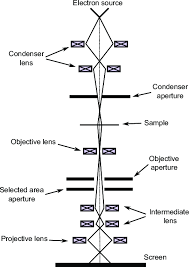 Electron source
Condenser
lens
Condenser
aperture
Sample
Objective lens
Objective
aperture
Selected area
aperture
Intermediate
lens
Projective lens
Screen